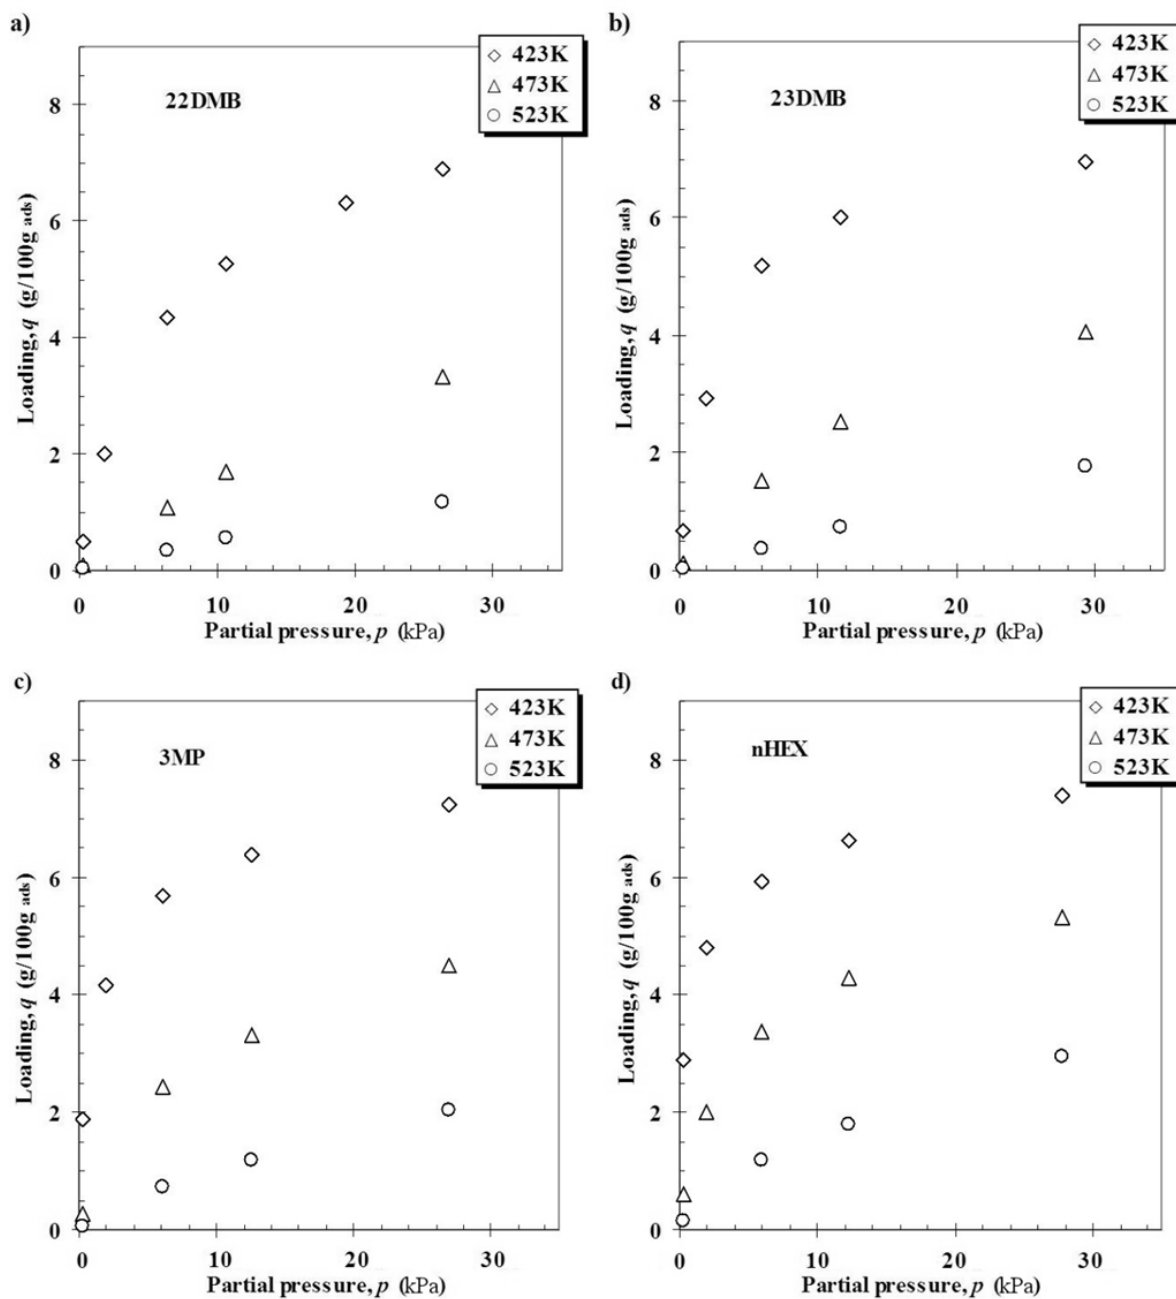 a)
◇ 423K
△ 473K
○ 523K
22DMB
8
6
4
2
0
Loading, q (g/100g ads)
0 10 20 30
Partial pressure, p (kPa)
b)
◇ 423K
△ 473K
○ 523K
23DMB
8
6
4
2
0
Loading, q (g/100g ads)
0 10 20 30
Partial pressure, p (kPa)
c)
◇ 423K
△ 473K
○ 523K
3MP
8
6
4
2
0
Loading, q (g/100g ads)
0 10 20 30
Partial pressure, p (kPa)
d)
◇ 423K
△ 473K
○ 523K
nHEX
8
6
4
2
0
Loading, q (g/100g ads)
0 10 20 30
Partial pressure, p (kPa)